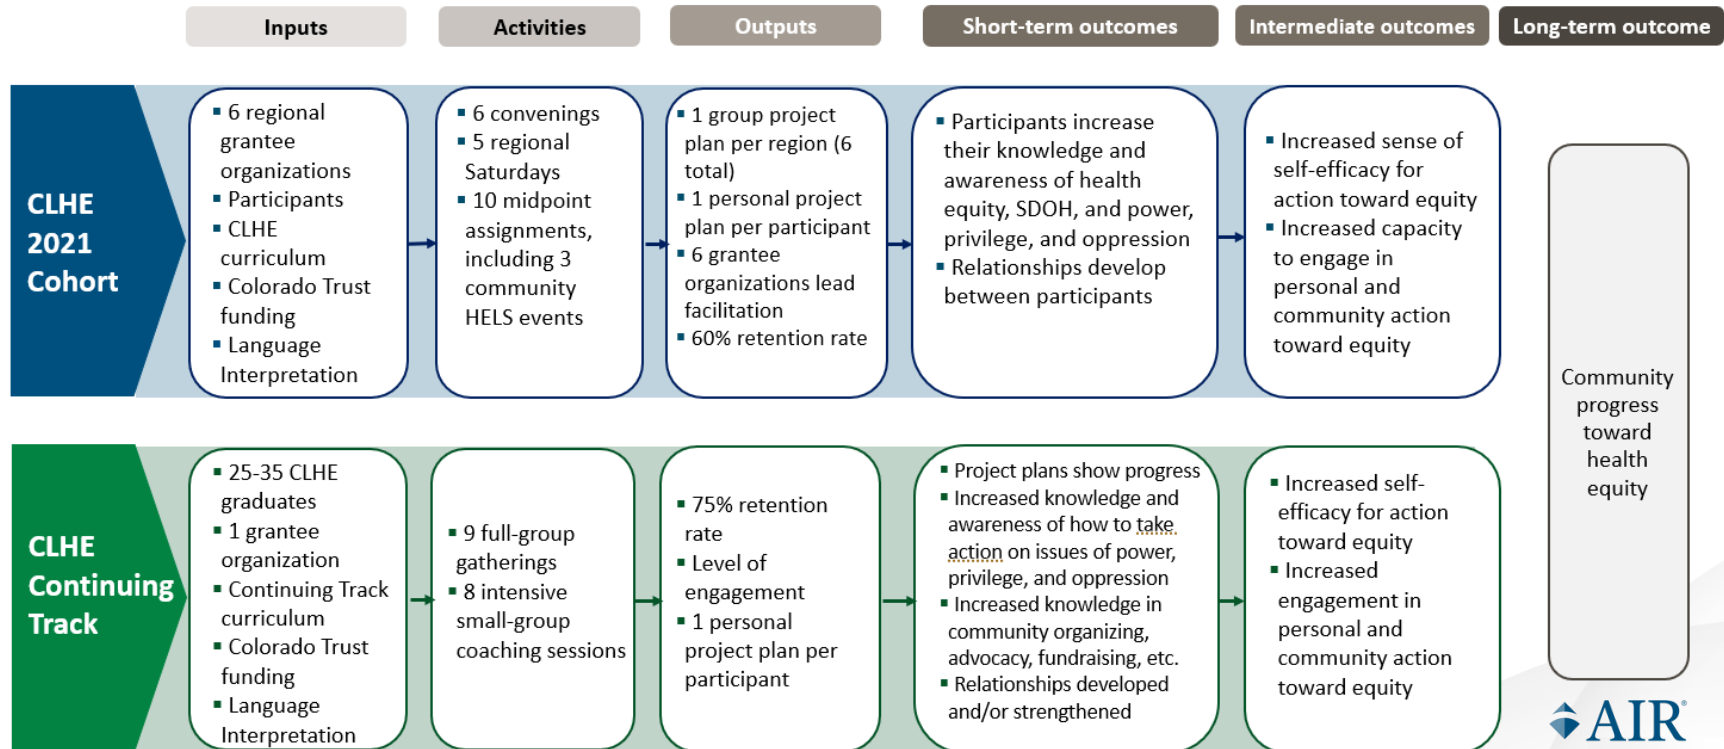 Inputs
Activities
Outputs
Short-term outcomes
Intermediate outcomes
Long-term outcome
CLHE
2021
Cohort
▪ 6 regional
grantee
organizations
▪ Participants
▪ CLHE
curriculum
▪ Colorado Trust
funding
▪ Language
Interpretation
▪ 6 convenings
▪ 5 regional
Saturdays
▪ 10 midpoint
assignments,
including 3
community
HELS events
▪ 1 group project
plan per region (6
total)
▪ 1 personal project
plan per participant
▪ 6 grantee
organizations lead
facilitation
▪ 60% retention rate
▪ Participants increase
their knowledge and
awareness of health
equity, SDOH, and power,
privilege, and oppression
▪ Relationships develop
between participants
▪ Increased sense of
self-efficacy for
action toward equity
▪ Increased capacity
to engage in
personal and
community action
toward equity
CLHE
Continuing
Track
▪ 25-35 CLHE
graduates
▪ 1 grantee
organization
▪ Continuing Track
curriculum
▪ Colorado Trust
funding
▪ Language
Interpretation
▪ 9 full-group
gatherings
▪ 8 intensive
small-group
coaching sessions
▪ 75% retention
rate
▪ Level of
engagement
▪ 1 personal
project plan per
participant
▪ Project plans show progress
▪ Increased knowledge and
awareness of how to take
action on issues of power,
privilege, and oppression
▪ Increased knowledge in
community organizing,
advocacy, fundraising, etc.
▪ Relationships developed
and/or strengthened
▪ Increased self-
efficacy for action
toward equity
▪ Increased
engagement in
personal and
community action
toward equity
Community
progress
toward
health
equity
AIR®